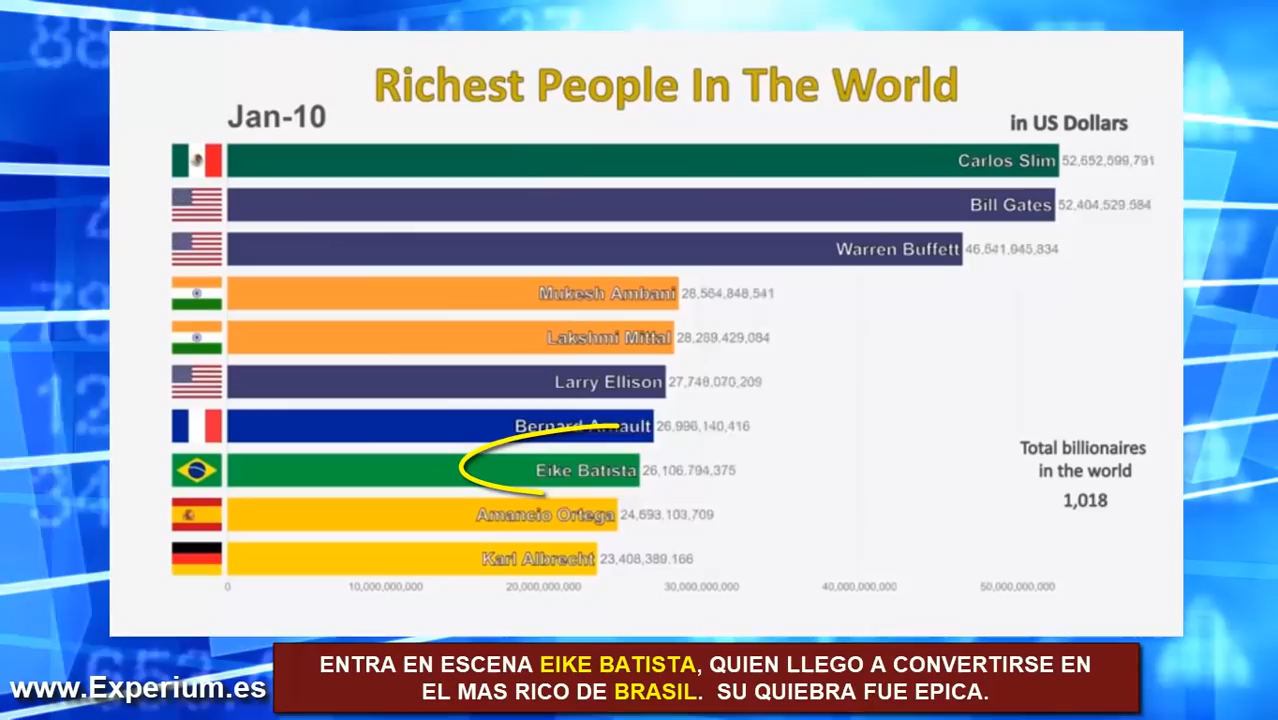 Richest People In The World
Jan-10
in US Dollars
Carlos Slim 52,652,599,791
Bill Gates 52,404,529.584
Warren Buffett 46,641,945,834
Mukesh Ambani 28,564,848,541
Lakshmi Mittal 28,269,429,084
Larry Ellison 27,748,070,209
Bernard Arnault 26,996,140,416
Eike Batista 26,106,794,375
Amancio Ortega 24,693,103,709
Karl Albrecht 23,408,389.166
Total billionaires
in the world
1,018
0 10,000,000,000 20,000,000,000 30,000,000,000 40,000,000,000 50,000,000,000
ENTRA EN ESCENA EIKE BATISTA, QUIEN LLEGO A CONVERTIRSE EN
EL MAS RICO DE BRASIL. SU QUIEBRA FUE EPICA.
www.Experium.es